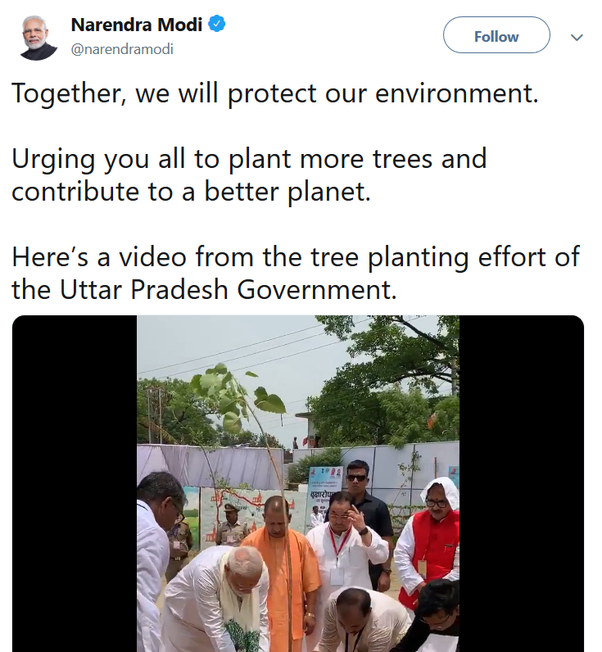 Narendra Modi
@narendramodi
Follow
Together, we will protect our environment.
Urging you all to plant more trees and
contribute to a better planet.
Here’s a video from the tree planting effort of
the Uttar Pradesh Government.